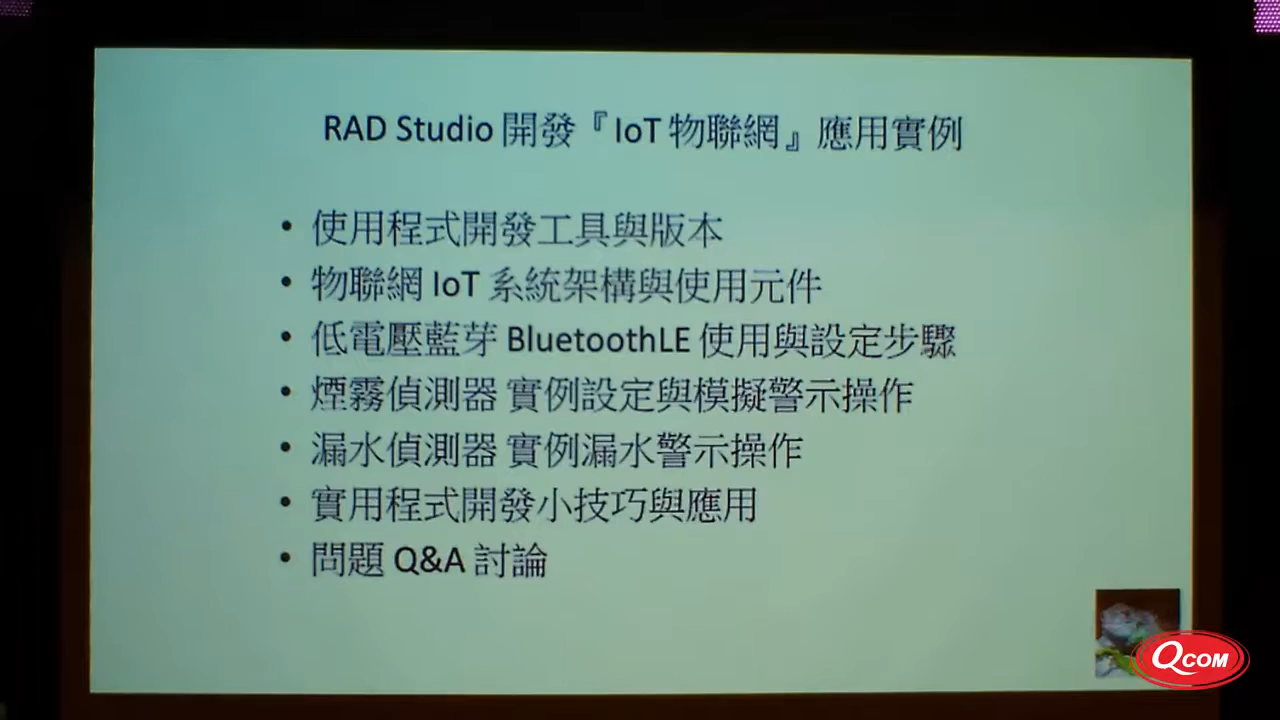 RAD Studio 開發『IoT 物聯網』應用實例
• 使用程式開發工具與版本
• 物聯網 IoT 系統架構與使用元件
• 低電壓藍芽 BluetoothLE 使用與設定步驟
• 煙霧偵測器 實例設定與模擬警示操作
• 漏水偵測器 實例漏水警示操作
• 實用程式開發小技巧與應用
• 問題 Q&A 討論
QCOM